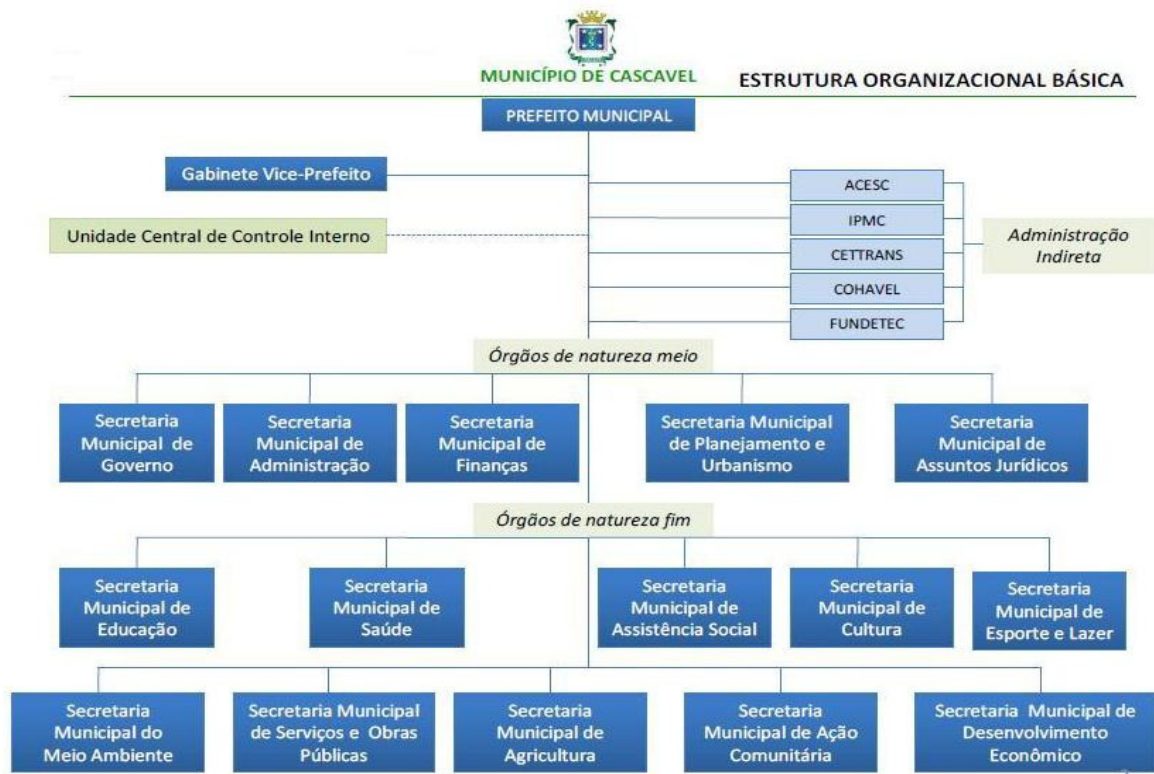 MUNICÍPIO DE CASCAVEL
ESTRUTURA ORGANIZACIONAL BÁSICA
PREFEITO MUNICIPAL
Gabinete Vice-Prefeito
Unidade Central de Controle Interno
ACESC
IPMC
CETTRANS
COHAVEL
FUNDETEC
Administração
Indireta
Órgãos de natureza meio
Secretaria
Municipal de
Governo
Secretaria
Municipal de
Administração
Secretaria
Municipal de
Finanças
Secretaria Municipal
de Planejamento e
Urbanismo
Secretaria
Municipal de
Assuntos Jurídicos
Órgãos de natureza fim
Secretaria
Municipal de
Educação
Secretaria
Municipal de
Saúde
Secretaria
Municipal de
Assistência Social
Secretaria
Municipal de
Cultura
Secretaria
Municipal de
Esporte e Lazer
Secretaria
Municipal do
Meio Ambiente
Secretaria Municipal
de Serviços e Obras
Públicas
Secretaria
Municipal de
Agricultura
Secretaria
Municipal de Ação
Comunitária
Secretaria Municipal de
Desenvolvimento
Econômico